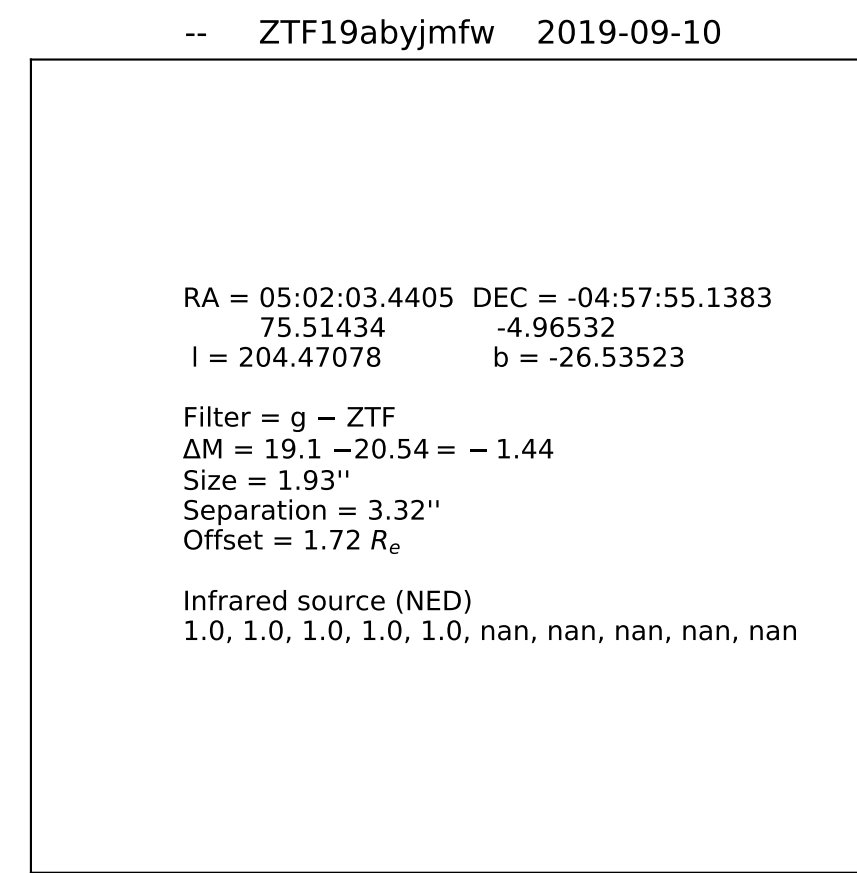 -- ZTF19abyjmfw 2019-09-10
RA = 05:02:03.4405 DEC = -04:57:55.1383
75.51434 -4.96532
l = 204.47078 b = -26.53523
Filter = g − ZTF
ΔM = 19.1 −20.54 = − 1.44
Size = 1.93''
Separation = 3.32''
Offset = 1.72 Re
Infrared source (NED)
1.0, 1.0, 1.0, 1.0, 1.0, nan, nan, nan, nan, nan